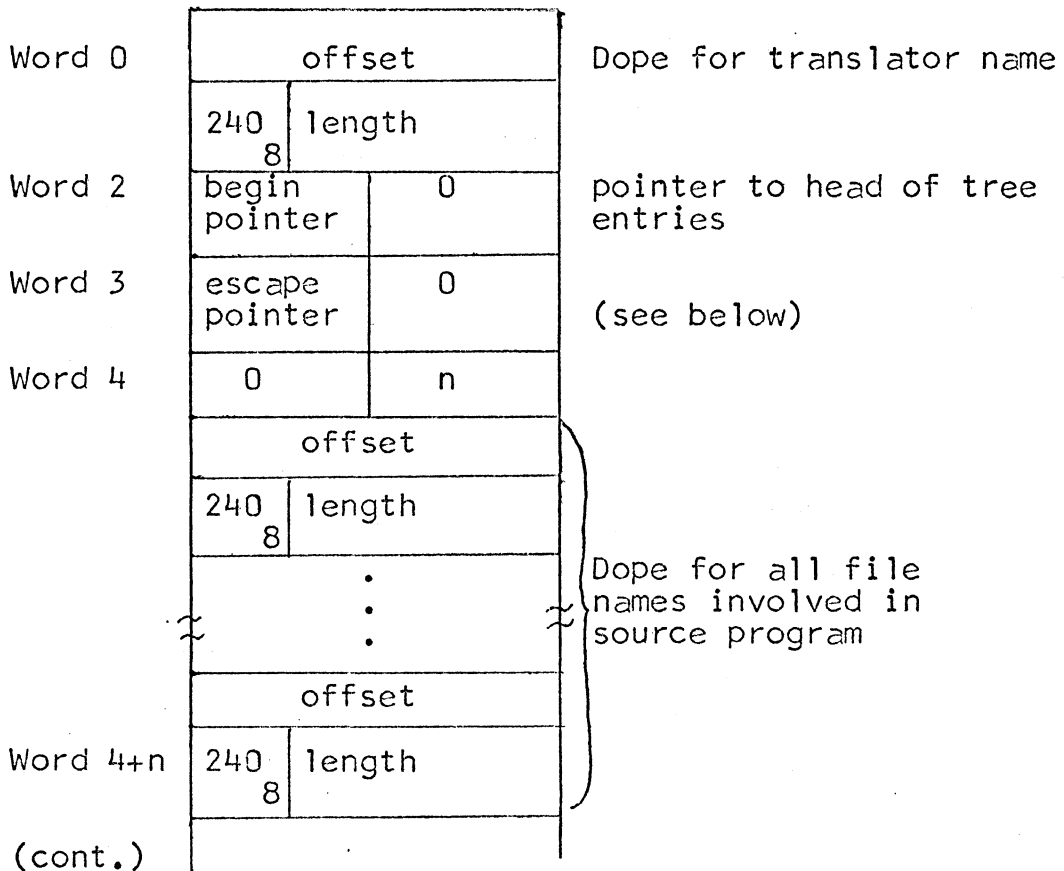 Word 0 offset Dope for translator name
240
8 length
Word 2 begin
pointer 0 pointer to head of tree
entries
Word 3 escape
pointer 0 (see below)
Word 4 0 n
offset
240
8 length
Dope for all file
names involved in
source program
offset
Word 4+n 240
8 length
(cont.)